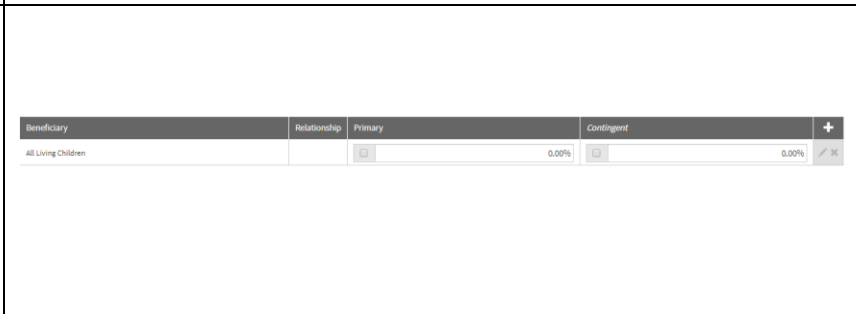 Beneficiary Relationship Primary Contingent +
All Living Children 0.00% 0.00%